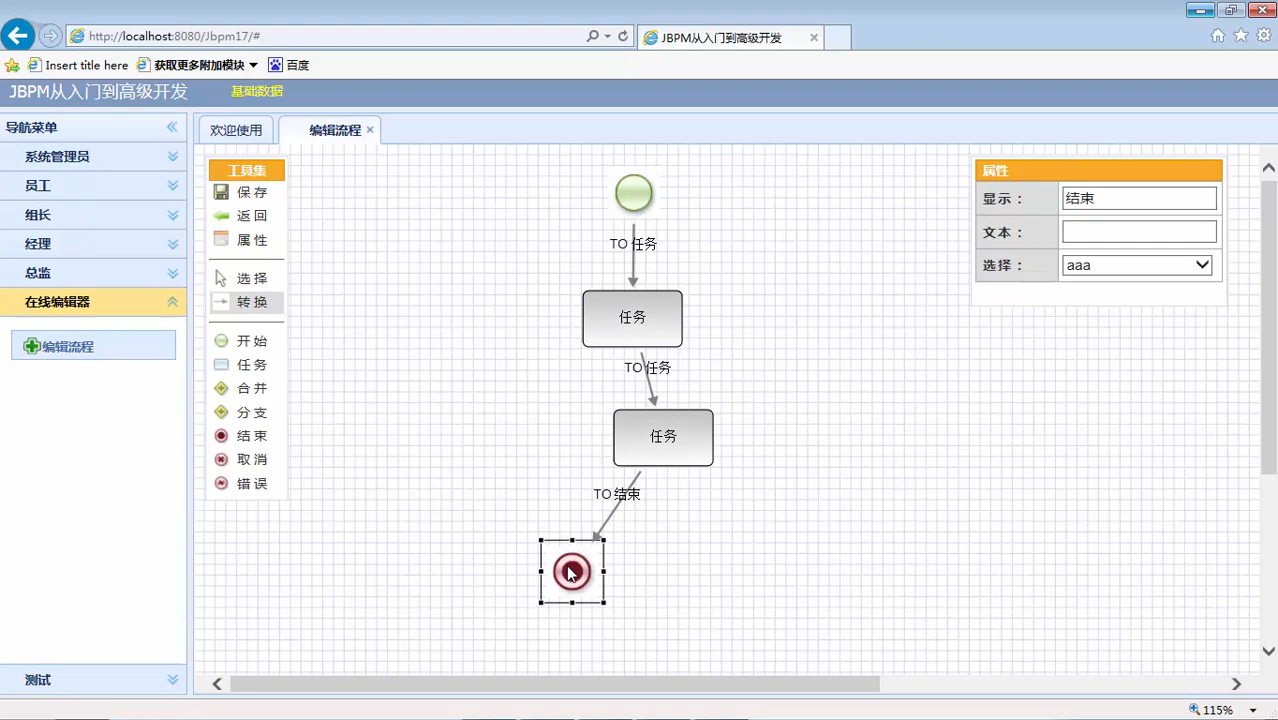 http://localhost:8080/Jbpm17/#
JBPM从入门到高级开发
Insert title here
获取更多附加模块
百度
JBPM从入门到高级开发
基础数据
导航菜单
系统管理员
员工
组长
经理
总监
在线编辑器
编辑流程
测试
欢迎使用
编辑流程
工具集
保存
返回
属性
选择
转换
开始
任务
合并
分支
结束
取消
错误
TO 任务
任务
TO 任务
任务
TO 结束
属性
显示：
结束
文本：
选择：
aaa
115%